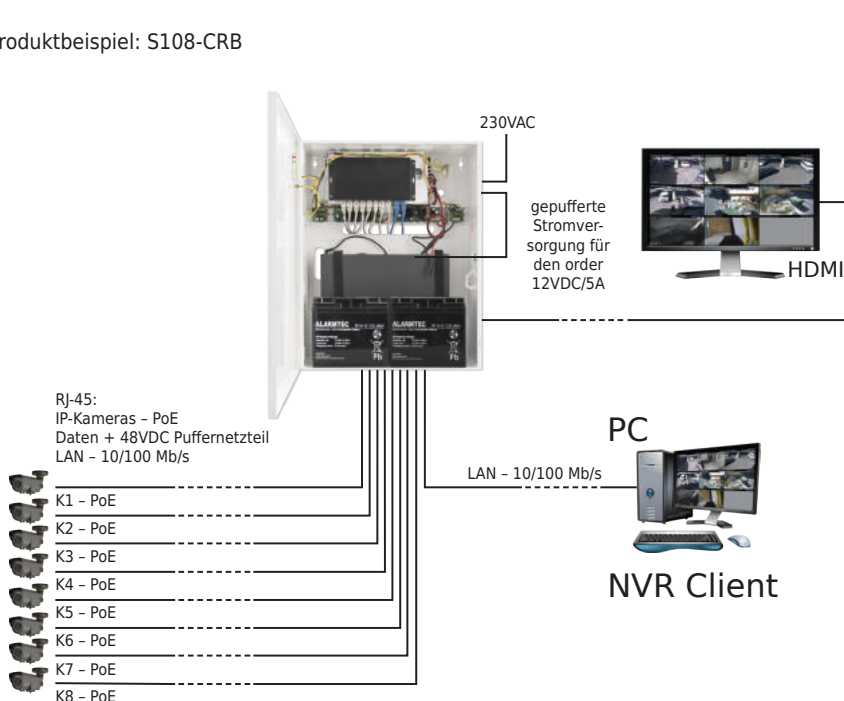 roduktbeispiel: S108-CRB
230VAC
gepufferte
Stromver-
sorgung für
den order
12VDC/5A
HDMI
ALARMTEC
ALARMTEC
Pb
Pb
RJ-45:
IP-Kameras – PoE
Daten + 48VDC Puffernetzteil
LAN – 10/100 Mb/s
PC
LAN – 10/100 Mb/s
K1 – PoE
K2 – PoE
K3 – PoE
K4 – PoE
NVR Client
K5 – PoE
K6 – PoE
K7 – PoE
K8 – PoE